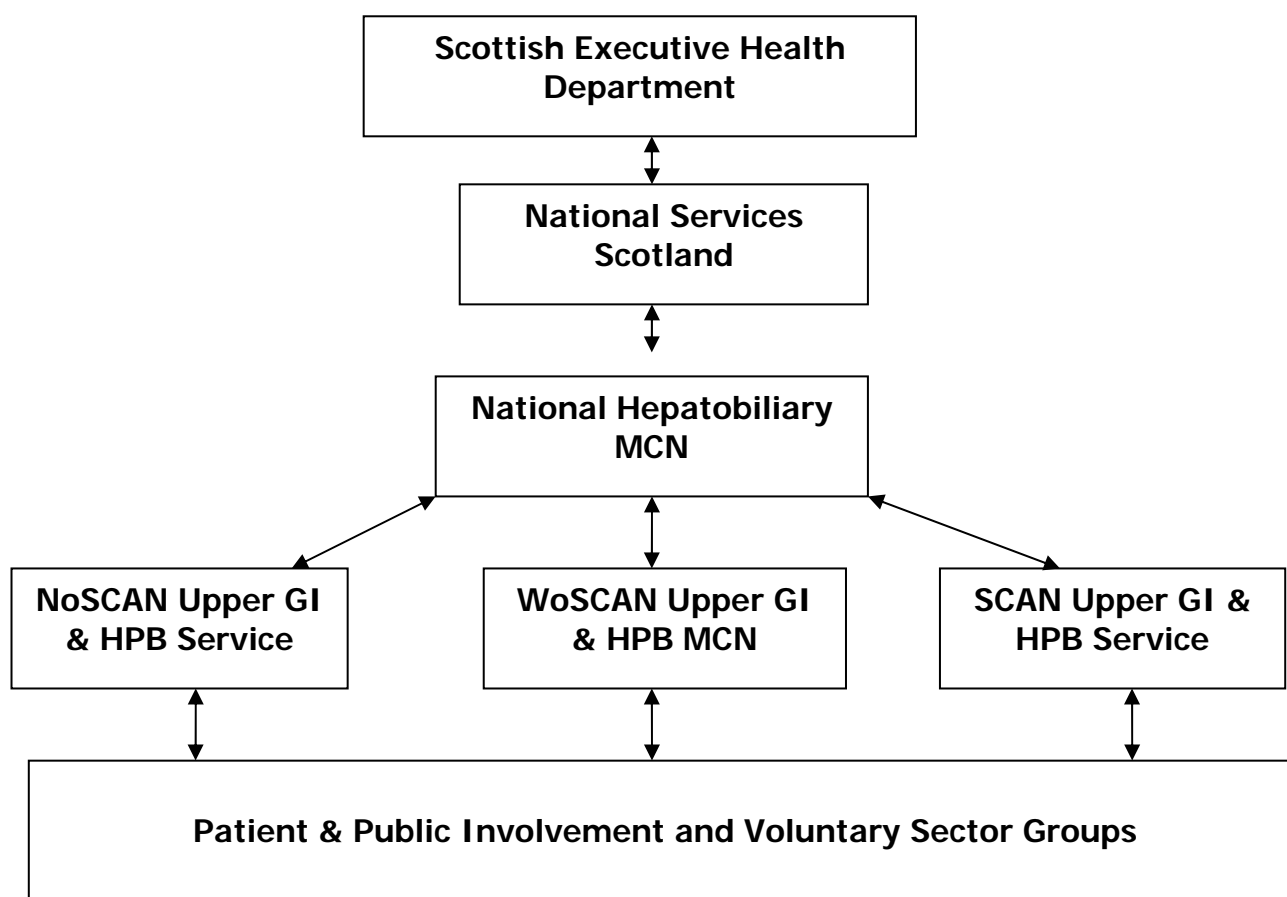 Scottish Executive Health
Department
National Services
Scotland
National Hepatobiliary
MCN
NoSCAN Upper GI
& HPB Service
WoSCAN Upper GI
& HPB MCN
SCAN Upper GI &
HPB Service
Patient & Public Involvement and Voluntary Sector Groups